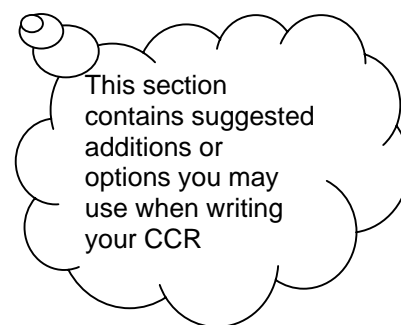 This section
contains suggested
additions or
options you may
use when writing
your CCR